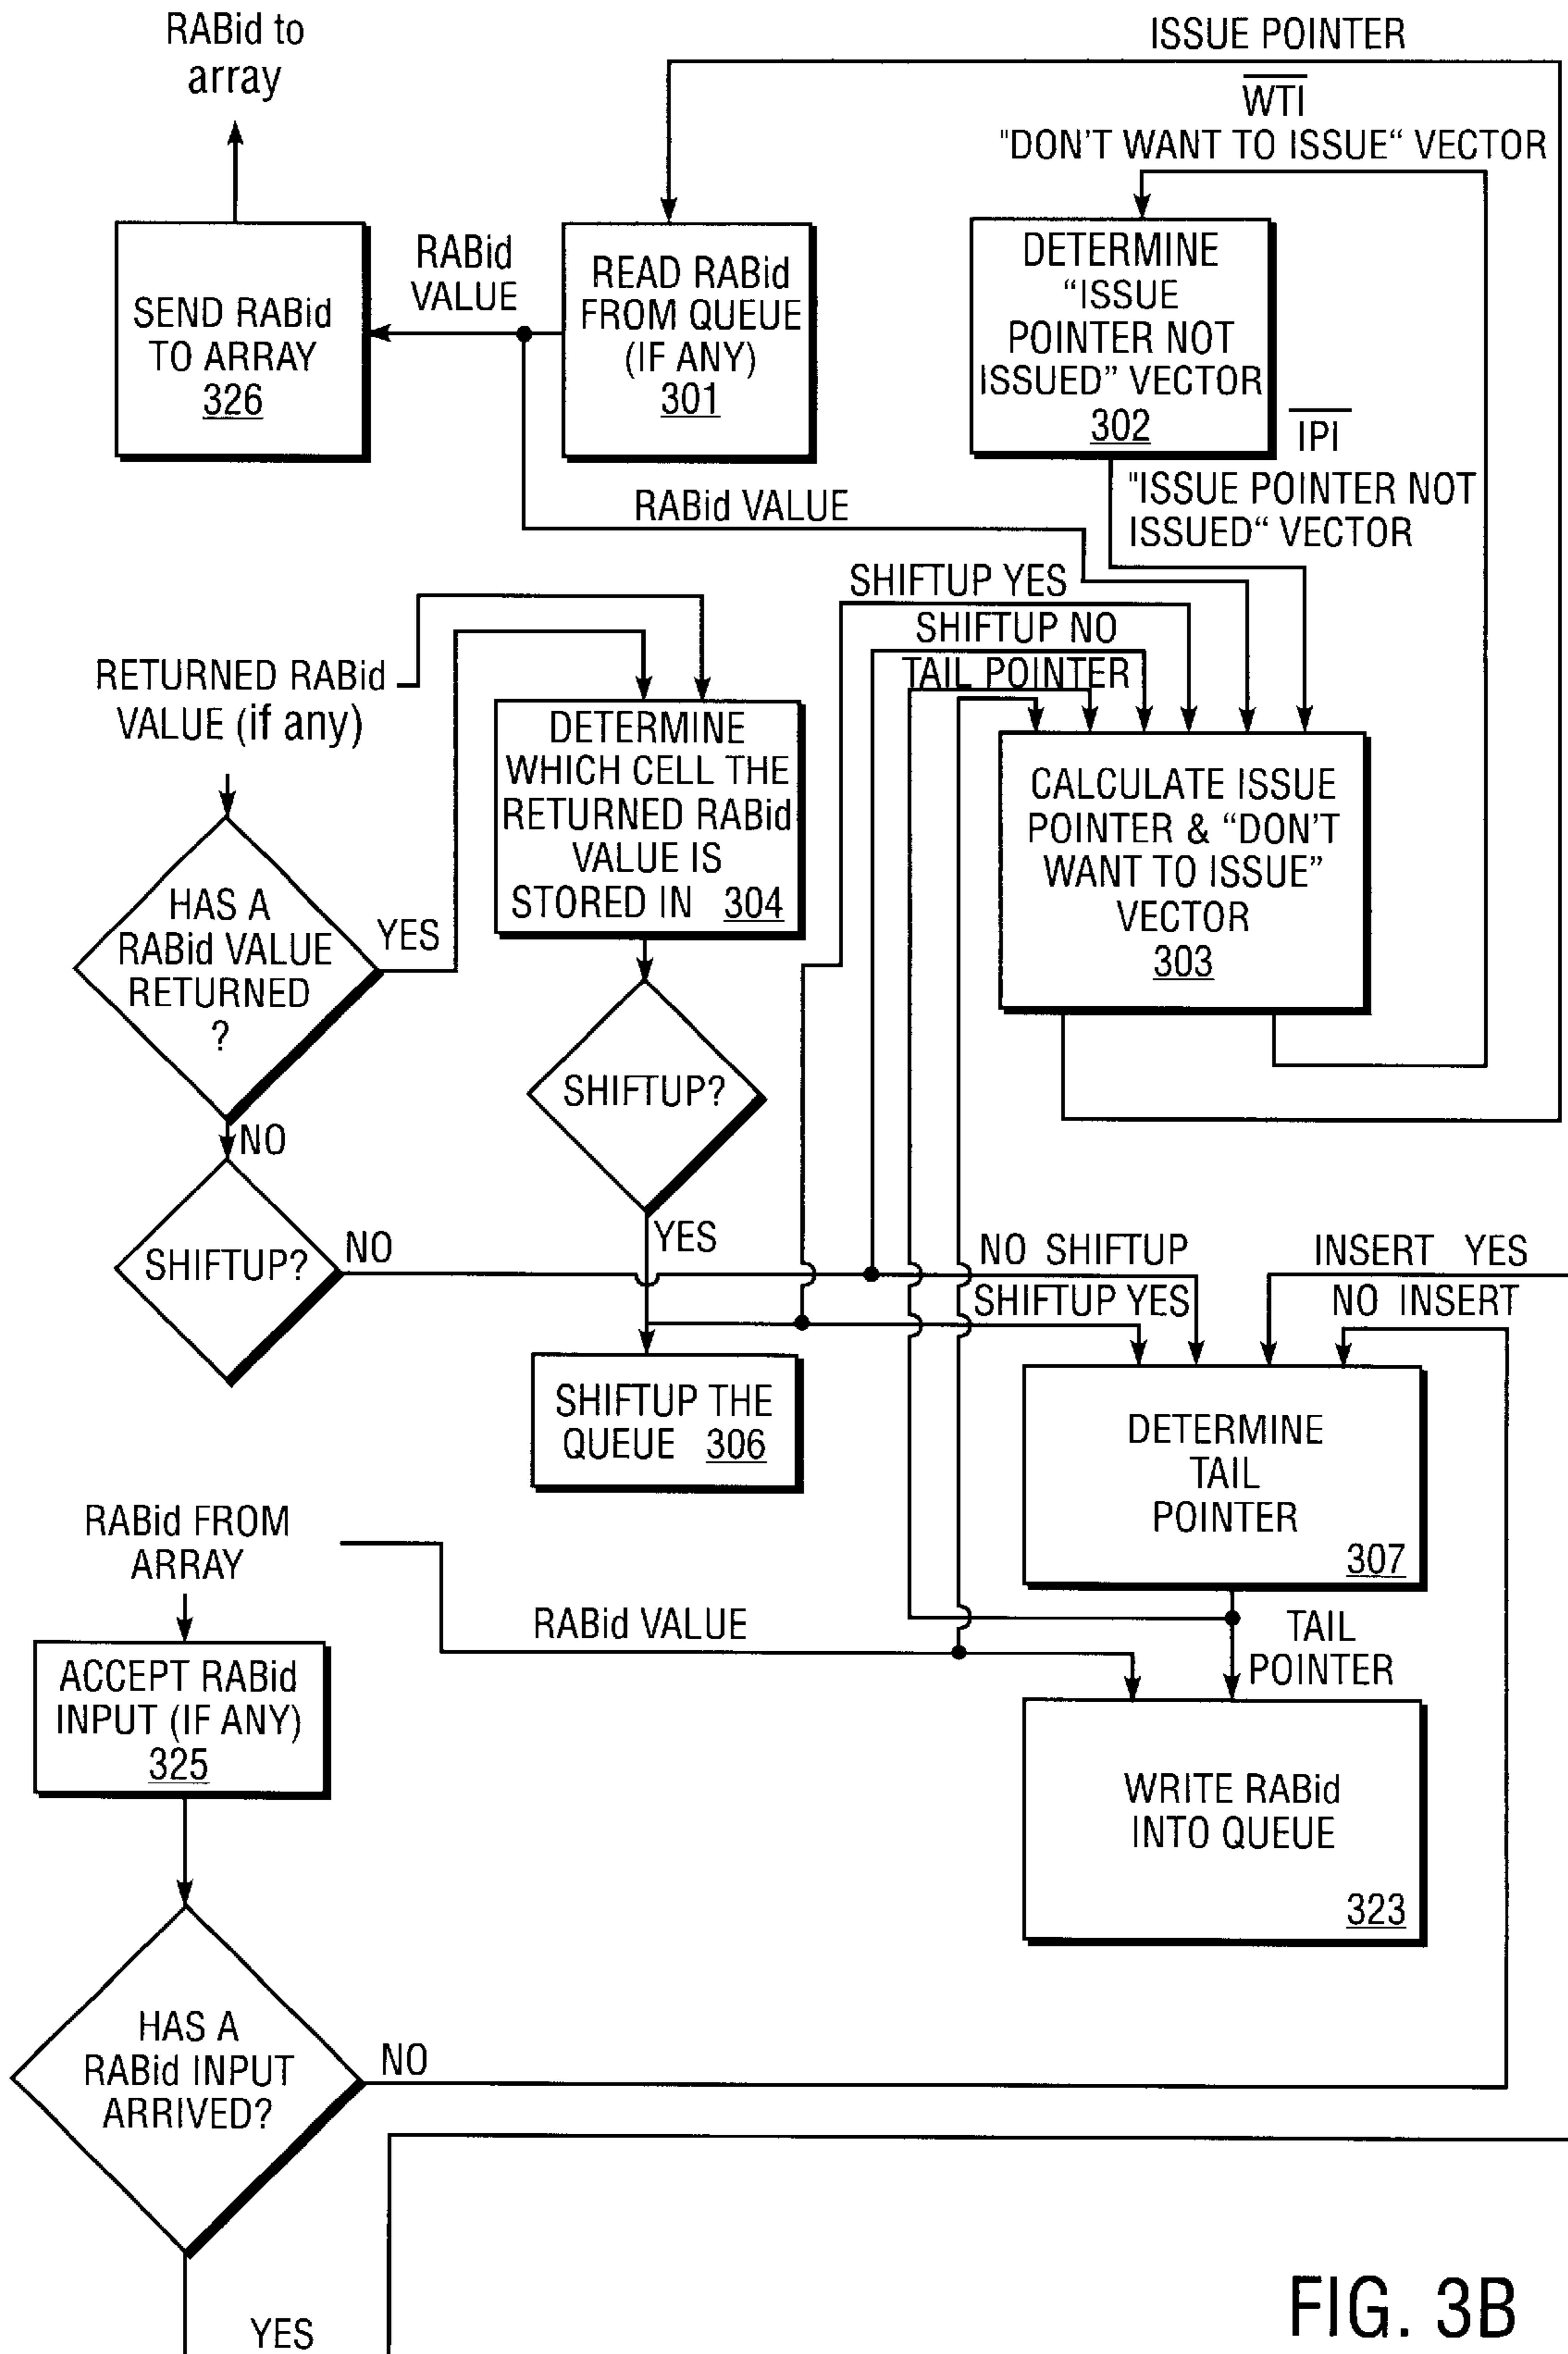 RABid to
array
ISSUE POINTER
WTI
"DON'T WANT TO ISSUE“ VECTOR
SEND RABid
TO ARRAY
326
RABid
VALUE
READ RABid
FROM QUEUE
(IF ANY)
301
DETERMINE
“ISSUE
POINTER NOT
ISSUED” VECTOR
302
IPI
"ISSUE POINTER NOT
ISSUED“ VECTOR
RABid VALUE
SHIFTUP YES
SHIFTUP NO
TAIL POINTER
RETURNED RABid
VALUE (if any)
DETERMINE
WHICH CELL THE
RETURNED RABid
VALUE IS
STORED IN 304
CALCULATE ISSUE
POINTER & “DON'T
WANT TO ISSUE”
VECTOR
303
HAS A
RABid VALUE
RETURNED
?
YES
NO
SHIFTUP?
YES
SHIFTUP?
NO
NO SHIFTUP
SHIFTUP YES
INSERT YES
NO INSERT
SHIFTUP THE
QUEUE 306
DETERMINE
TAIL
POINTER
307
RABid FROM
ARRAY
RABid VALUE
TAIL
POINTER
ACCEPT RABid
INPUT (IF ANY)
325
WRITE RABid
INTO QUEUE
323
HAS A
RABid INPUT
ARRIVED?
NO
YES
FIG. 3B